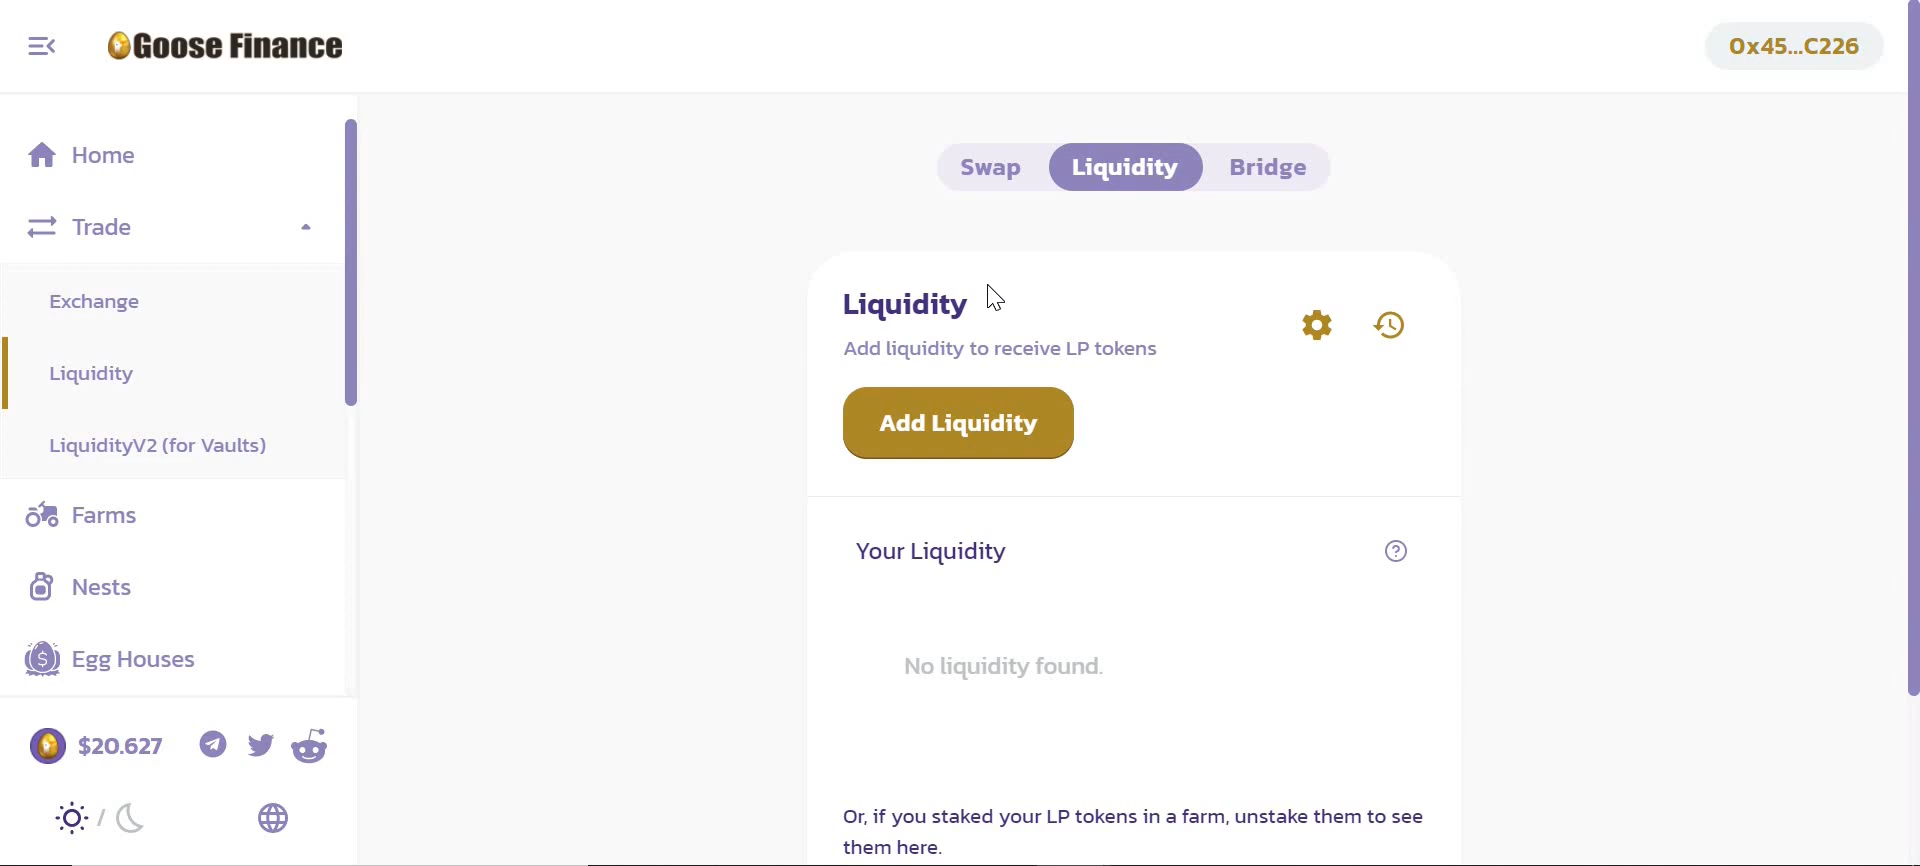 Goose Finance
0x45...C226
Home
Trade
Exchange
Liquidity
LiquidityV2 (for Vaults)
Farms
Nests
Egg Houses
$20.627
/
Swap
Liquidity
Bridge
Liquidity
Add liquidity to receive LP tokens
Add Liquidity
Your Liquidity
?
No liquidity found.
Or, if you staked your LP tokens in a farm, unstake them to see
them here.